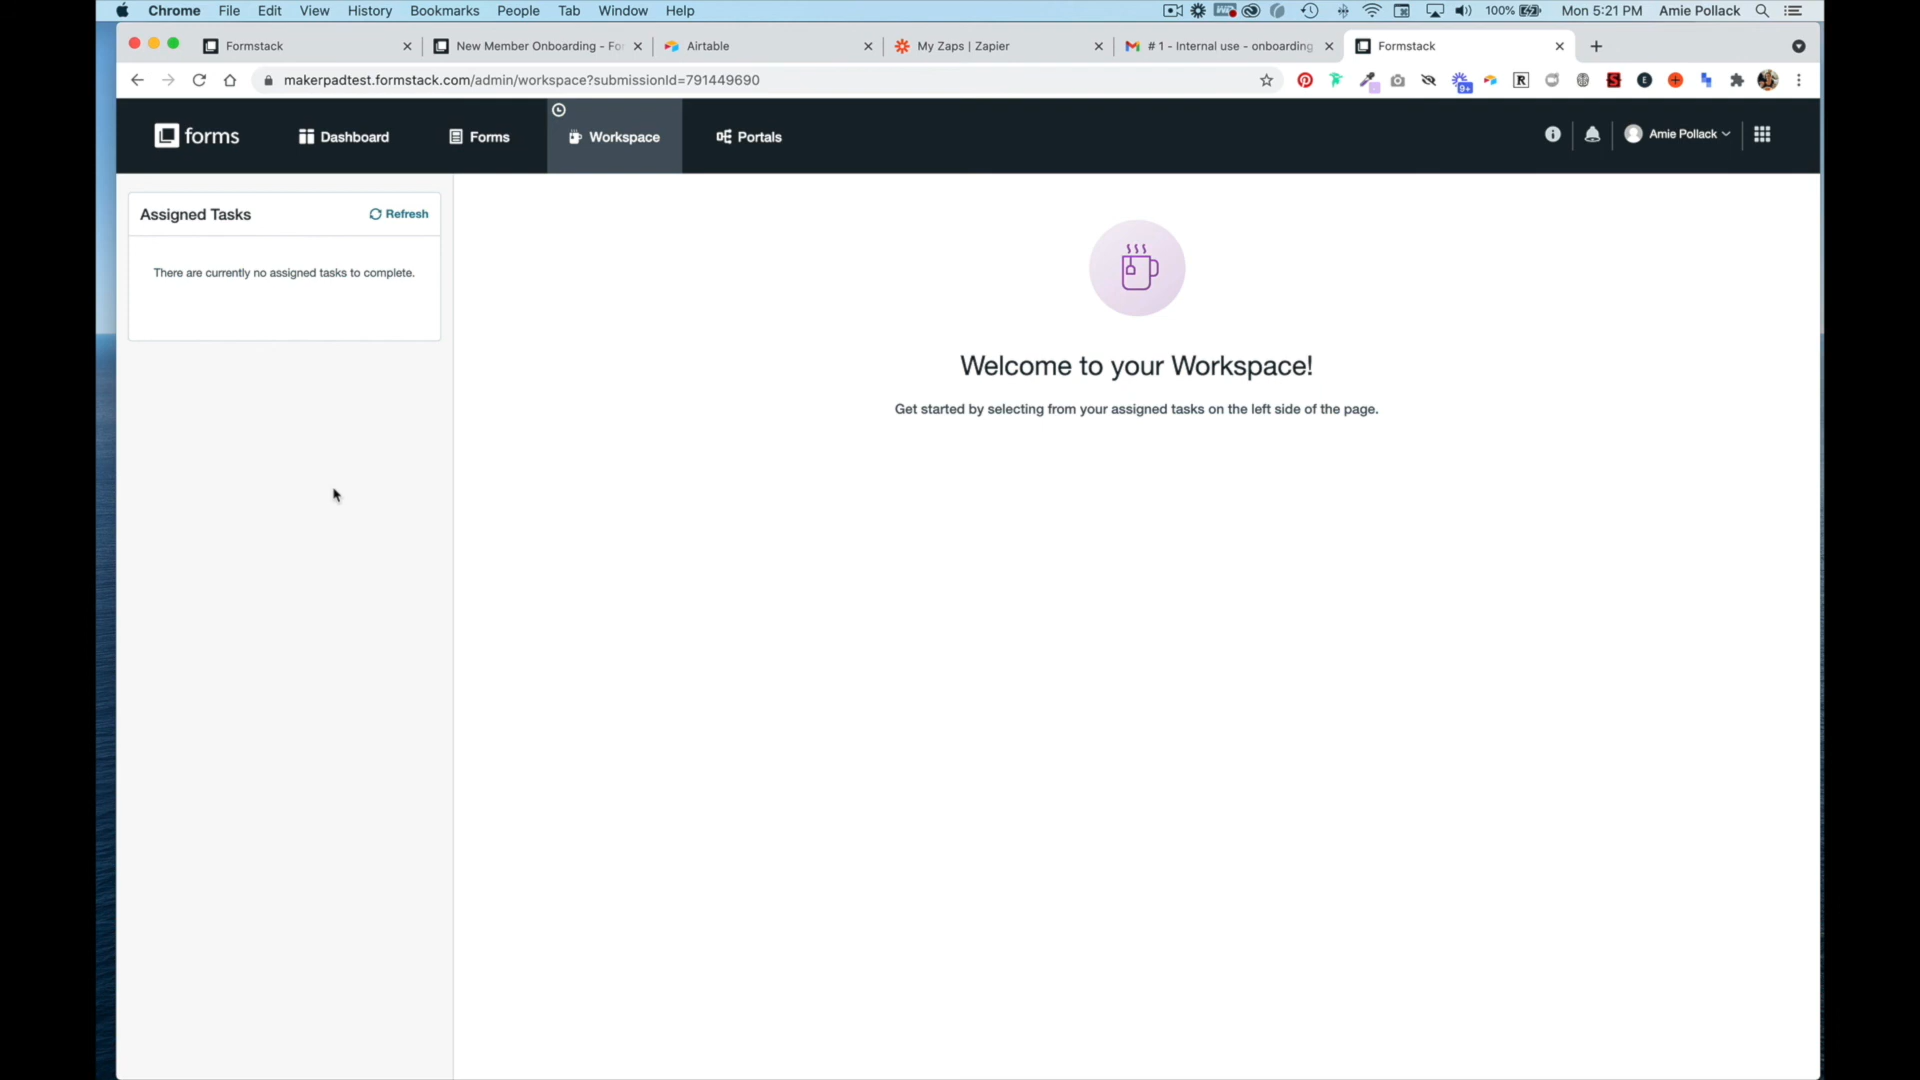 Chrome File Edit View History Bookmarks People Tab Window Help 100% Mon 5:21 PM Amie Pollack
Formstack New Member Onboarding - For Airtable My Zaps | Zapier # 1 - Internal use - onboarding Formstack
makerpadtest.formstack.com/admin/workspace?submissionId=791449690
forms Dashboard Forms Workspace Portals Amie Pollack
Assigned Tasks Refresh
There are currently no assigned tasks to complete.
Welcome to your Workspace!
Get started by selecting from your assigned tasks on the left side of the page.